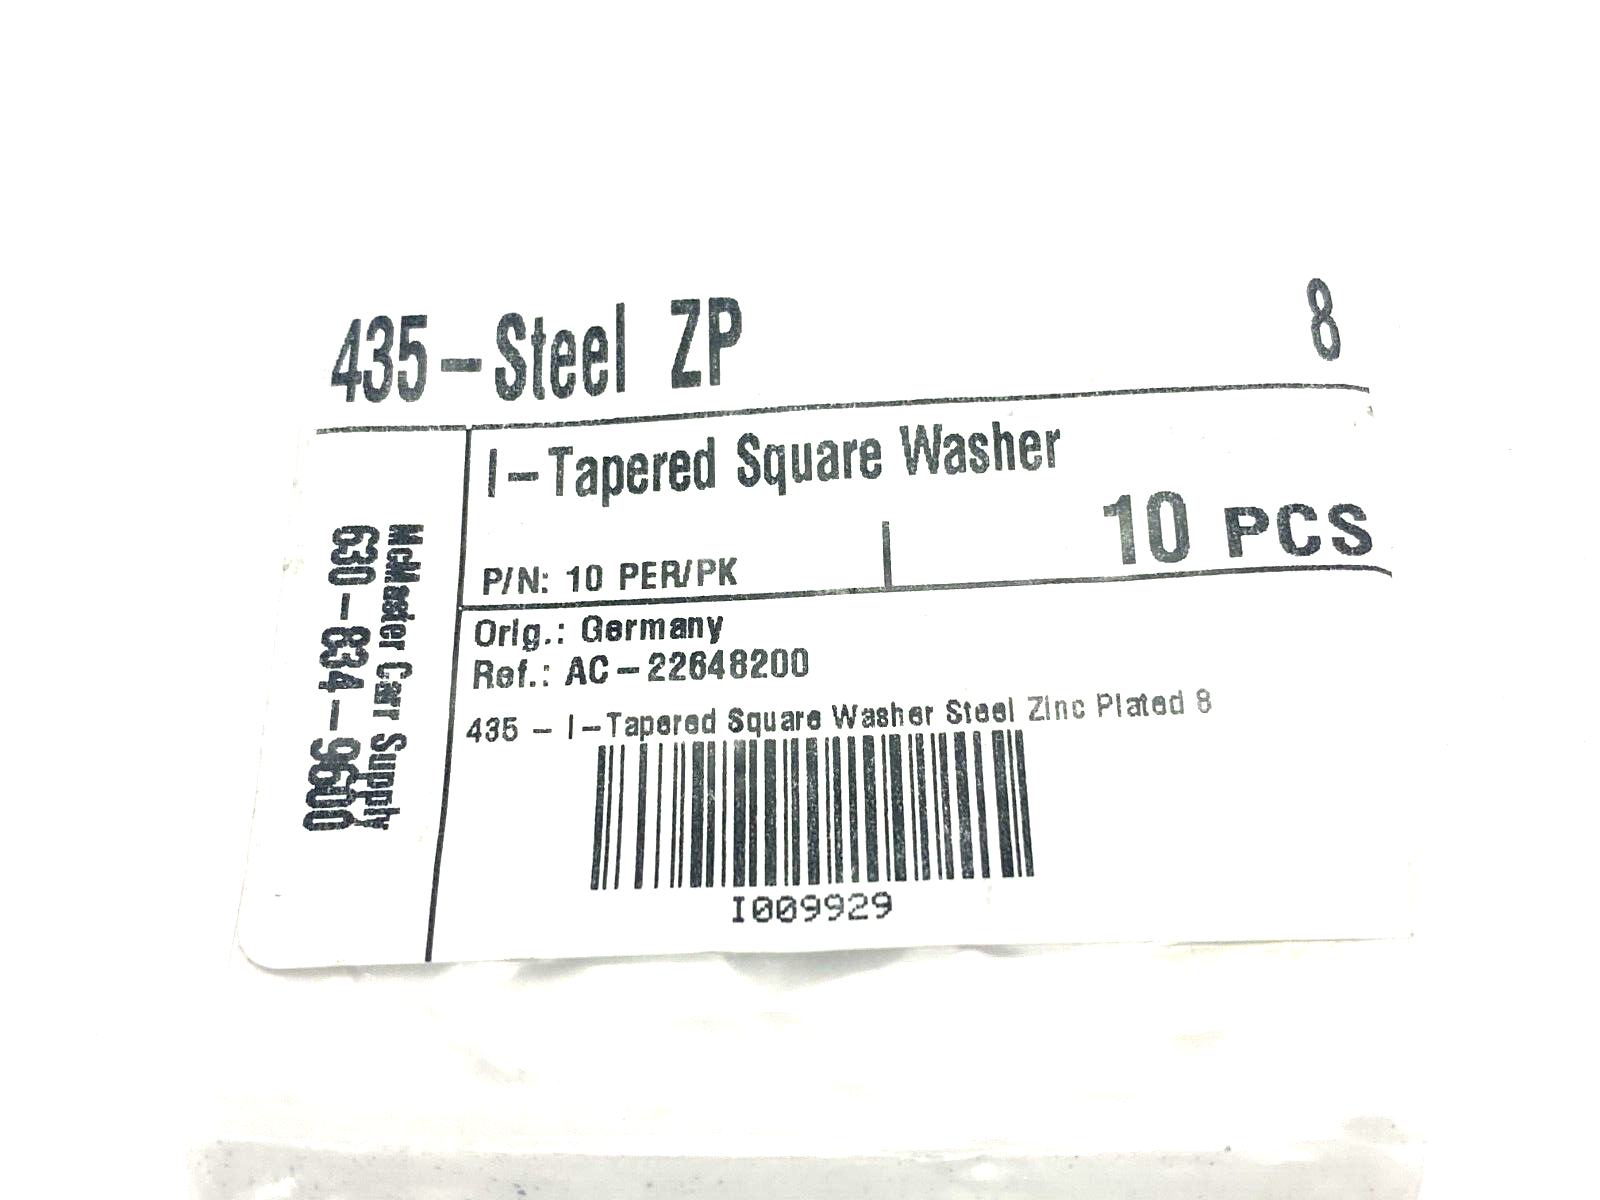 435-Steel ZP 8
I-Tapered Square Washer
P/N: 10 PER/PK 10 PCS
Orig.: Germany
Ref.: AC-22648200
435 - I-Tapered Square Washer Steel Zinc Plated 8
I009929
McMaster Carr Supply
630-834-9600